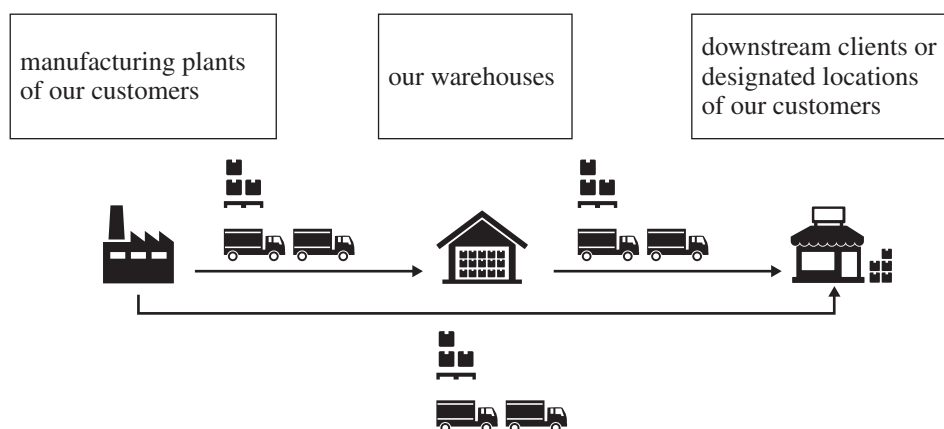 manufacturing plants
of our customers
our warehouses
downstream clients or
designated locations
of our customers